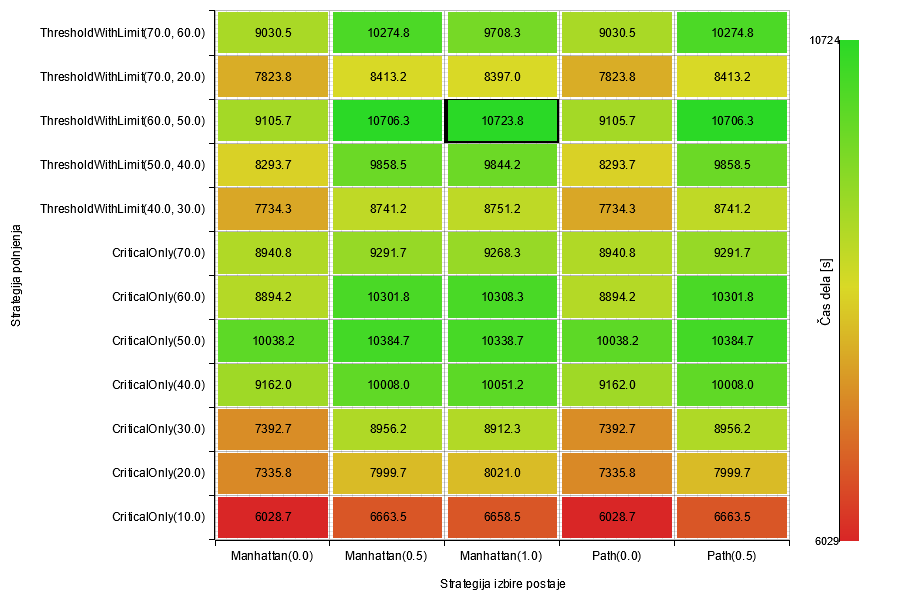 ThresholdWithLimit(70.0, 60.0) 9030.5 10274.8 9708.3 9030.5 10274.8
10724
ThresholdWithLimit(70.0, 20.0) 7823.8 8413.2 8397.0 7823.8 8413.2
ThresholdWithLimit(60.0, 50.0) 9105.7 10706.3 10723.8 9105.7 10706.3
ThresholdWithLimit(50.0, 40.0) 8293.7 9858.5 9844.2 8293.7 9858.5
ThresholdWithLimit(40.0, 30.0) 7734.3 8741.2 8751.2 7734.3 8741.2
CriticalOnly(70.0) 8940.8 9291.7 9268.3 8940.8 9291.7
Strategija polnjenja
Čas dela [s]
CriticalOnly(60.0) 8894.2 10301.8 10308.3 8894.2 10301.8
CriticalOnly(50.0) 10038.2 10384.7 10338.7 10038.2 10384.7
CriticalOnly(40.0) 9162.0 10008.0 10051.2 9162.0 10008.0
CriticalOnly(30.0) 7392.7 8956.2 8912.3 7392.7 8956.2
CriticalOnly(20.0) 7335.8 7999.7 8021.0 7335.8 7999.7
CriticalOnly(10.0) 6028.7 6663.5 6658.5 6028.7 6663.5
6029
Manhattan(0.0) Manhattan(0.5) Manhattan(1.0) Path(0.0) Path(0.5)
Strategija izbire postaje